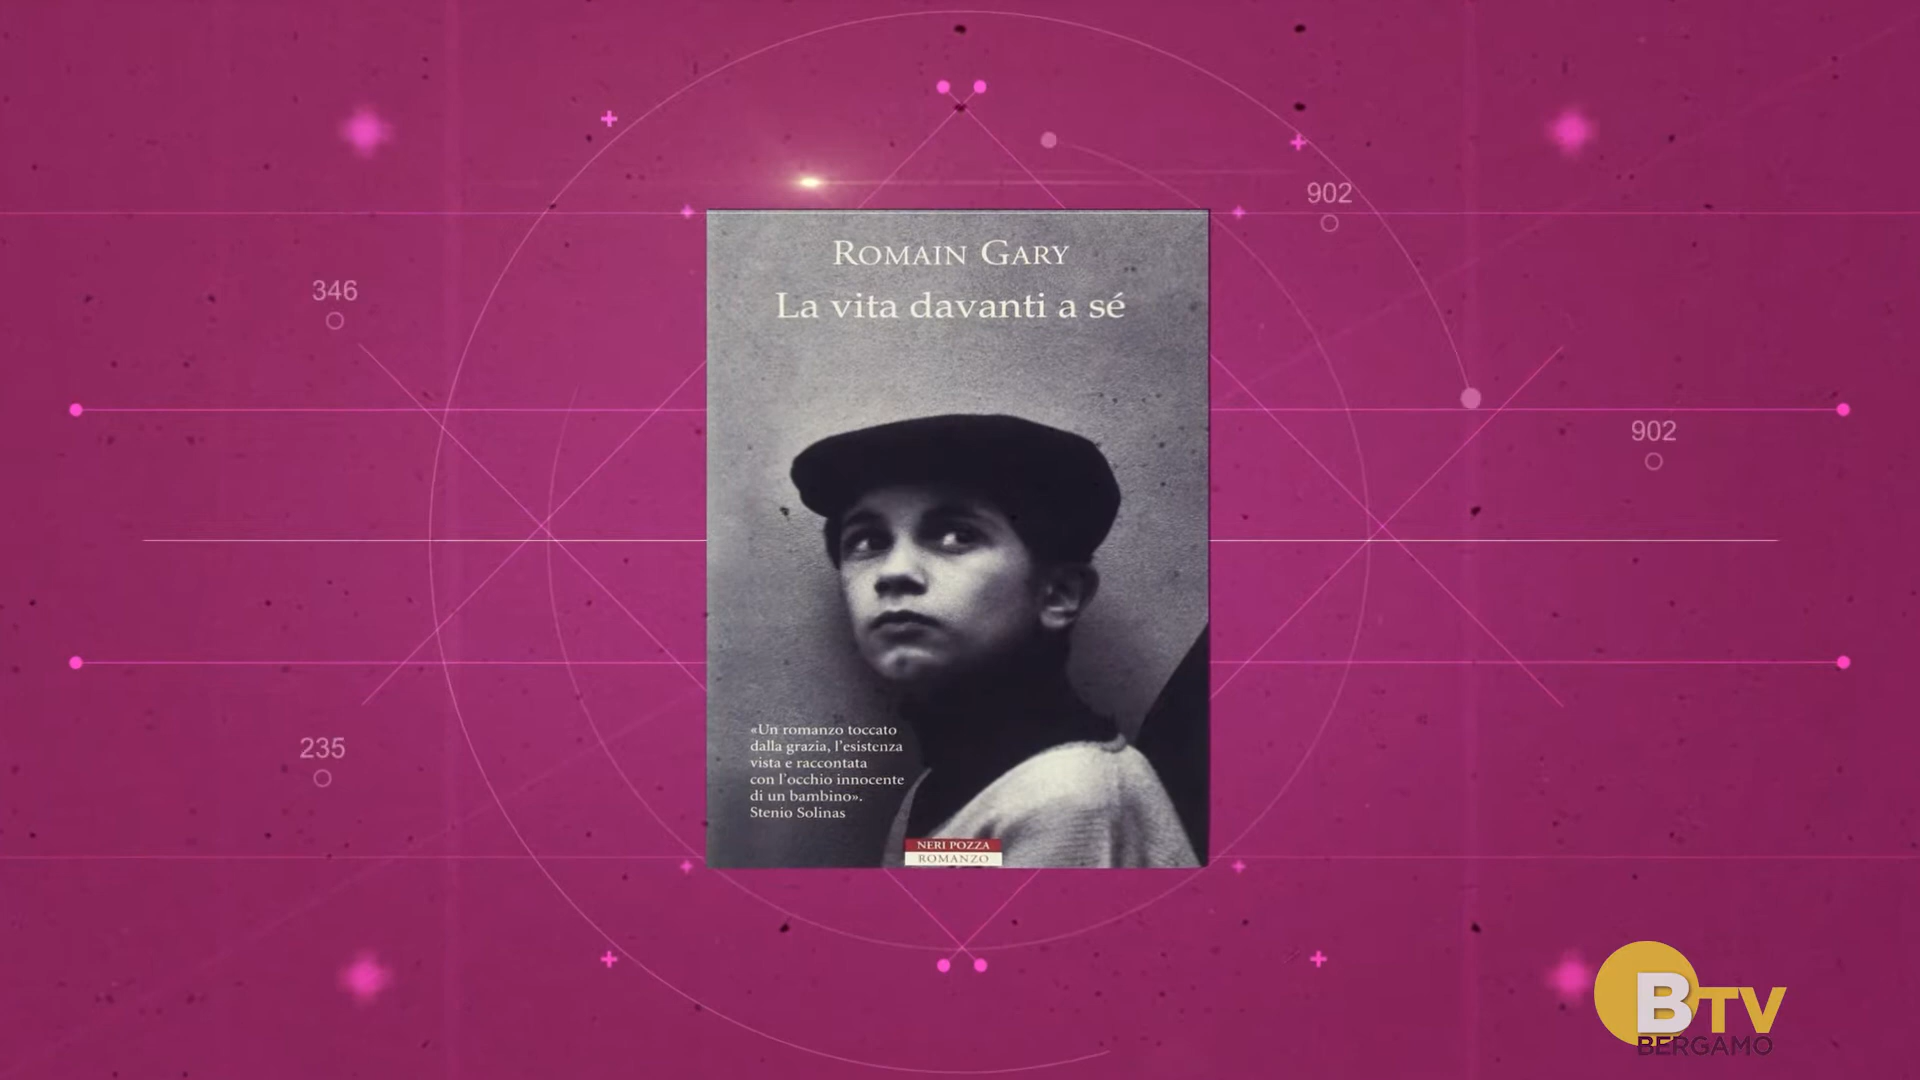 902
346
ROMAIN GARY
La vita davanti a sé
902
«Un romanzo toccato
dalla grazia, l'esistenza
vista e raccontata
con l'occhio innocente
di un bambino».
Stenio Solinas
235
NERI POZZA
ROMANZO
BTV
BERGAMO